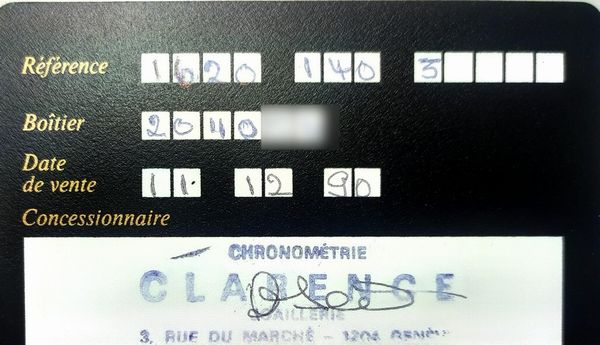 Référence 1620 140 3
Boîtier 2040
Date
de vente 11. 12 90
Concessionnaire
CHRONOMÉTRIE
CLARENCE
JOAILLERIE
3, RUE DU MARCHÉ - 1204 GENÈVE